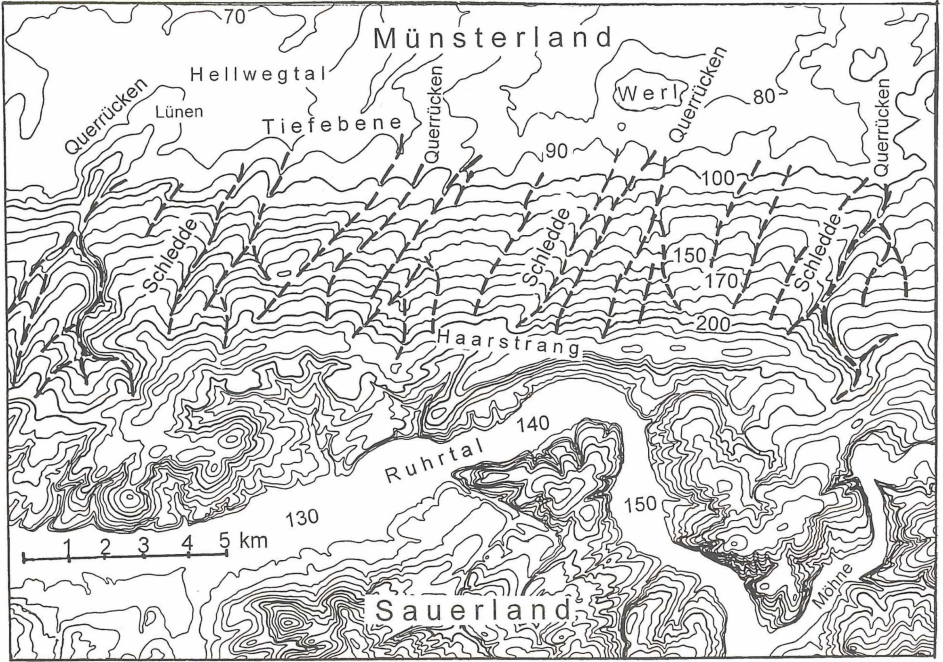 70
Münsterland
Hellwegtal
Querrücken
Lünen
Werl
80
Querrücken
Tiefebene
Querrücken
Querrücken
90
100
Schledde
Schledde
Schledde
150
170
200
Haarstrang
140
Ruhrtal
150
130
1 2 3 4 5 km
Möhne
Sauerland